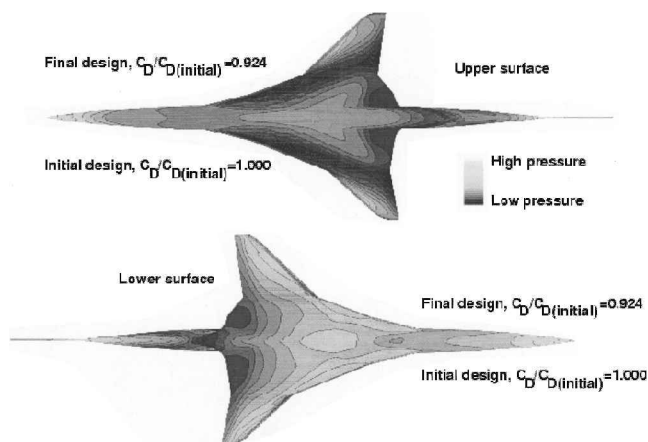 Final design, C_D/C_D(initial)=0.924
Upper surface
Initial design, C_D/C_D(initial)=1.000
High pressure
Low pressure
Lower surface
Final design, C_D/C_D(initial)=0.924
Initial design, C_D/C_D(initial)=1.000